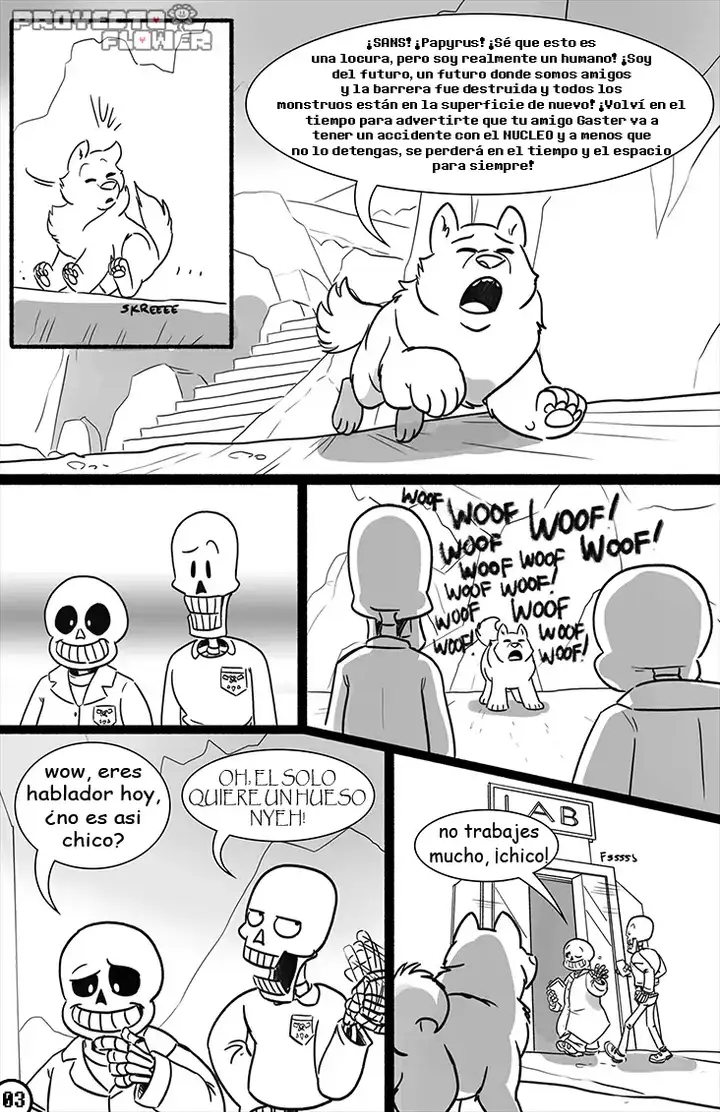 PROYECTO
FLOWER
¡SANS! ¡Papyrus! ¡Sé que esto es
una locura, pero soy realmente un humano! ¡Soy
del futuro, un futuro donde somos amigos
y la barrera fue destruida y todos los
monstruos están en la superficie de nuevo! ¡Volví en el
tiempo para advertirte que tu amigo Gaster va a
tener un accidente con el NUCLEO y a menos que
no lo detengas, se perderá en el tiempo y el espacio
para siempre!
SKREEEE
WOOF WOOF WOOF!
WOOF WOOF WOOF WOOF!
WOOF WOOF!
WOOF WOOF
WOOF! WOOF,
WOOF!
wow, eres
hablador hoy,
¿no es asi
chico?
OH, EL SOLO
QUIERE UN HUESO
NYEH!
LAB
no trabajes
mucho, ¡chico!
Fsssss
03